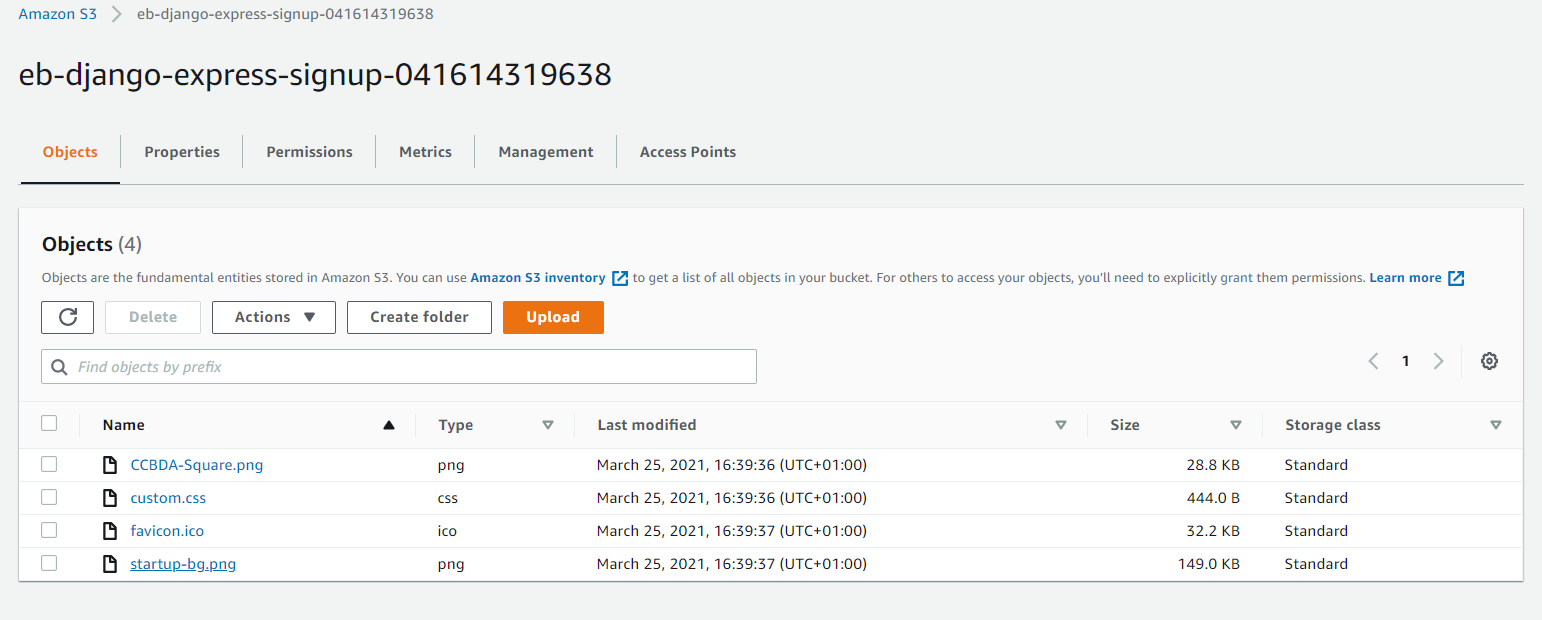 Amazon S3 > eb-django-express-signup-041614319638
eb-django-express-signup-041614319638
Objects Properties Permissions Metrics Management Access Points
Objects (4)
Objects are the fundamental entities stored in Amazon S3. You can use Amazon S3 inventory to get a list of all objects in your bucket. For others to access your objects, you'll need to explicitly grant them permissions. Learn more
Delete Actions Create folder Upload
Find objects by prefix 1
Name Type Last modified Size Storage class
CCBDA-Square.png png March 25, 2021, 16:39:36 (UTC+01:00) 28.8 KB Standard
custom.css css March 25, 2021, 16:39:36 (UTC+01:00) 444.0 B Standard
favicon.ico ico March 25, 2021, 16:39:37 (UTC+01:00) 32.2 KB Standard
startup-bg.png png March 25, 2021, 16:39:37 (UTC+01:00) 149.0 KB Standard